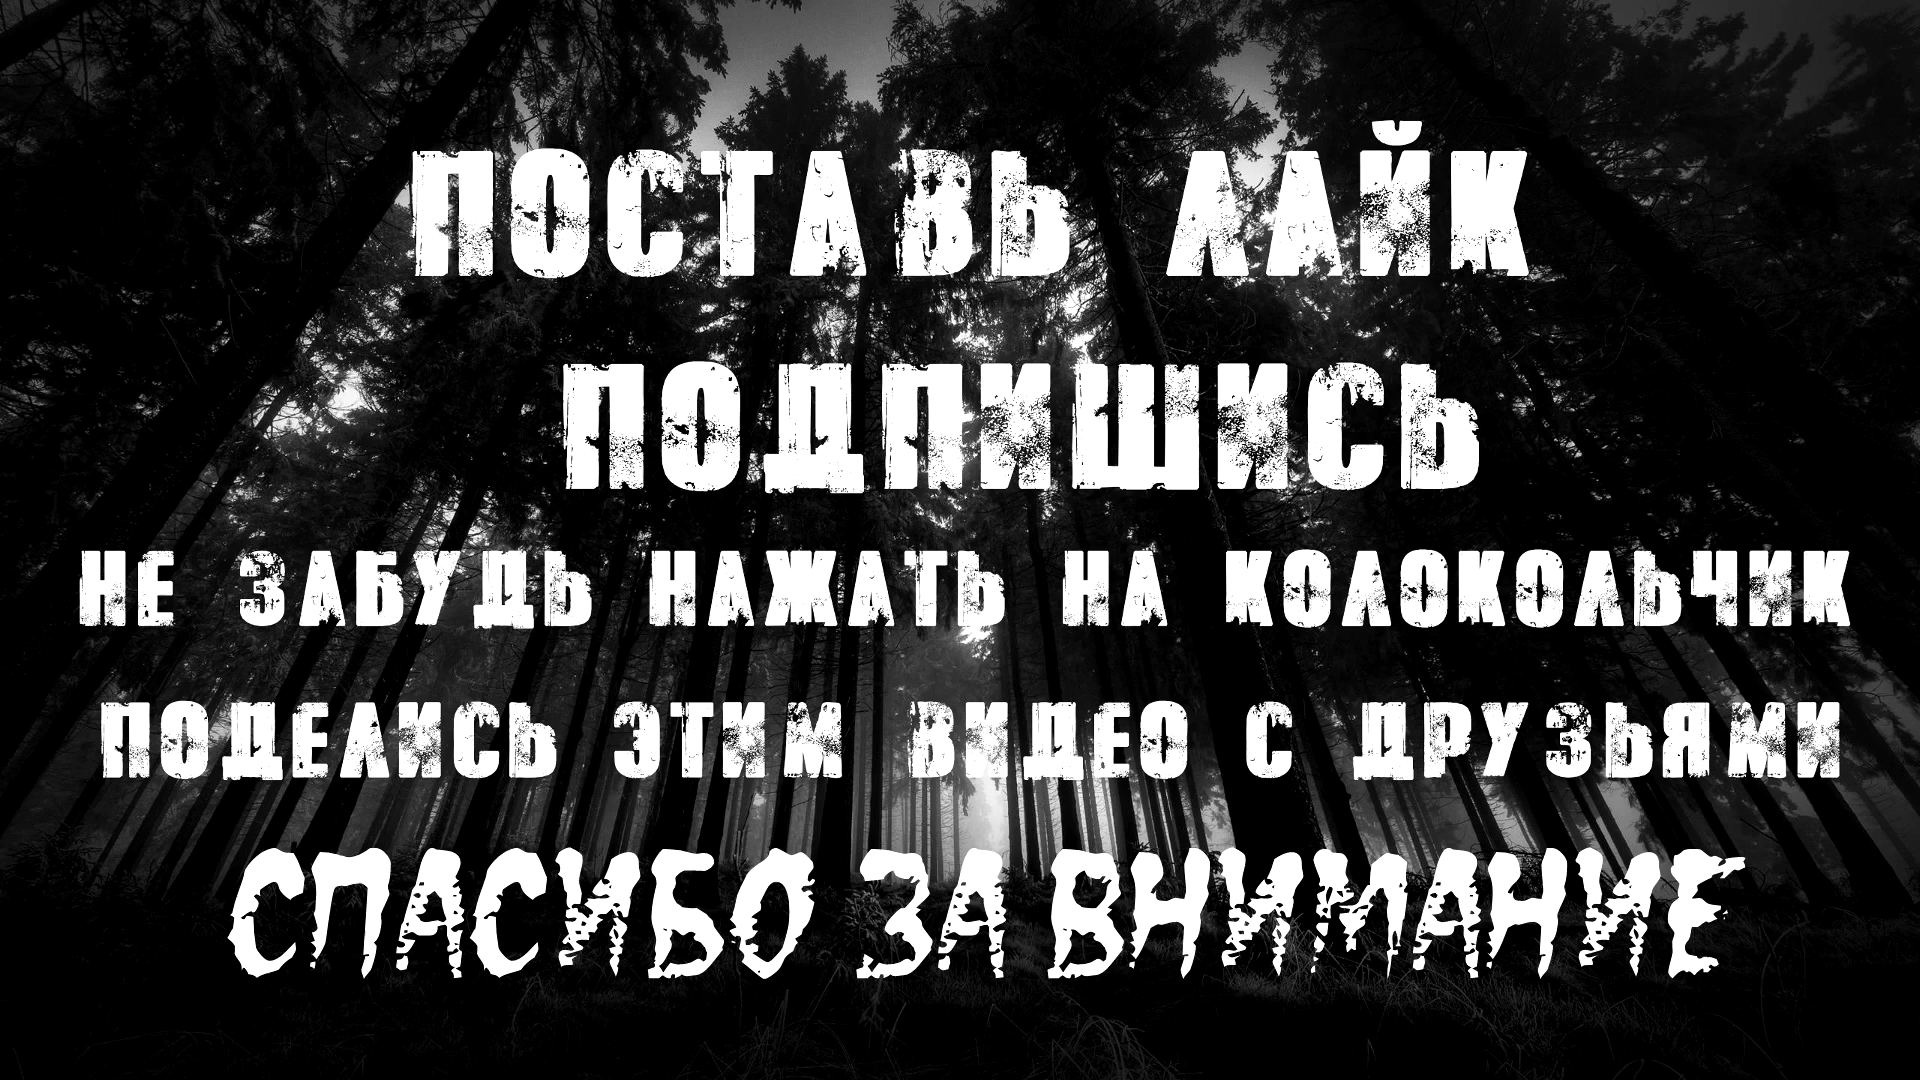 ПОСТАВЬ ЛАЙК
ПОДПИШИСЬ
НЕ ЗАБУДЬ НАЖАТЬ НА КОЛОКОЛЬЧИК
ПОДЕЛИСЬ ЭТИМ ВИДЕО С ДРУЗЬЯМИ
СПАСИБО ЗА ВНИМАНИЕ